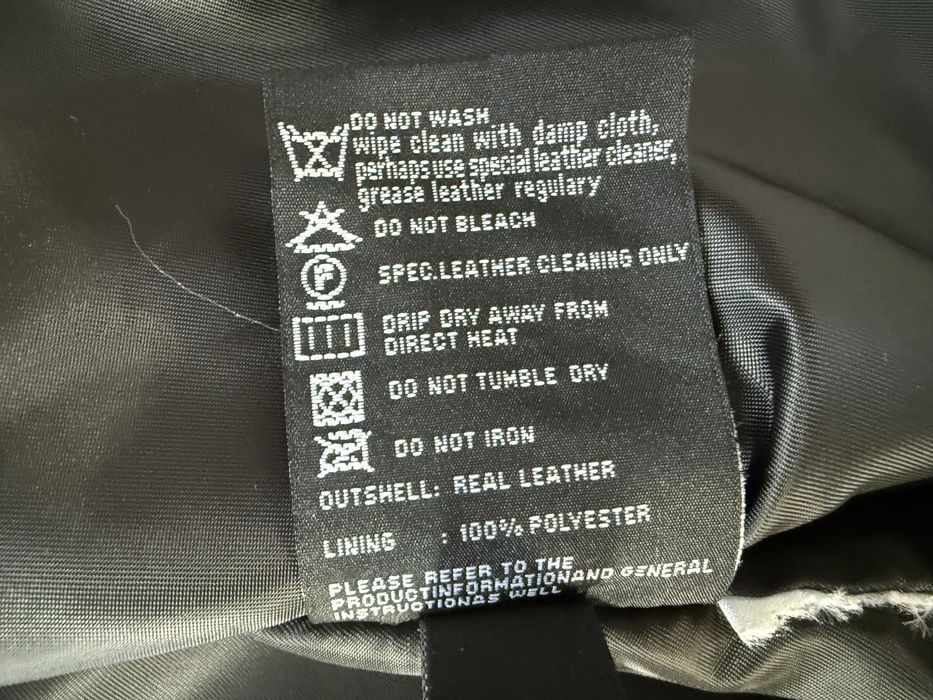 DO NOT WASH
wipe clean with damp cloth,
perhaps use special leather cleaner,
grease leather regulary
DO NOT BLEACH
F
SPEC.LEATHER CLEANING ONLY
DRIP DRY AWAY FROM
DIRECT HEAT
DO NOT TUMBLE DRY
DO NOT IRON
OUTSHELL: REAL LEATHER
LINING : 100% POLYESTER
PLEASE REFER TO THE
PRODUCTINFORMATIONAND GENERAL
INSTRUCTIONAS WELL